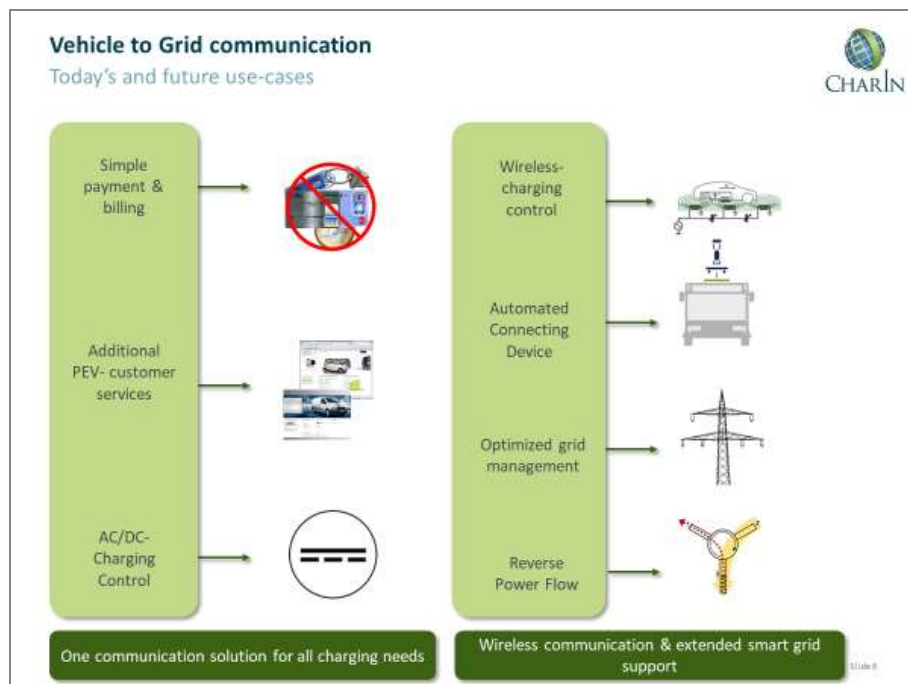 Vehicle to Grid communication
Today's and future use-cases
CHARIN
Simple
payment &
billing
Additional
PEV- customer
services
AC/DC-
Charging
Control
One communication solution for all charging needs
Wireless-
charging
control
Automated
Connecting
Device
Optimized grid
management
Reverse
Power Flow
Wireless communication & extended smart grid
support
Slide 6